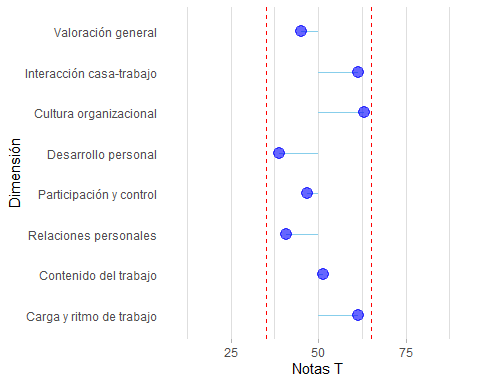 Valoración general
Interacción casa-trabajo
Cultura organizacional
Desarrollo personal
Participación y control
Relaciones personales
Contenido del trabajo
Carga y ritmo de trabajo
Dimensión
25 50 75
Notas T